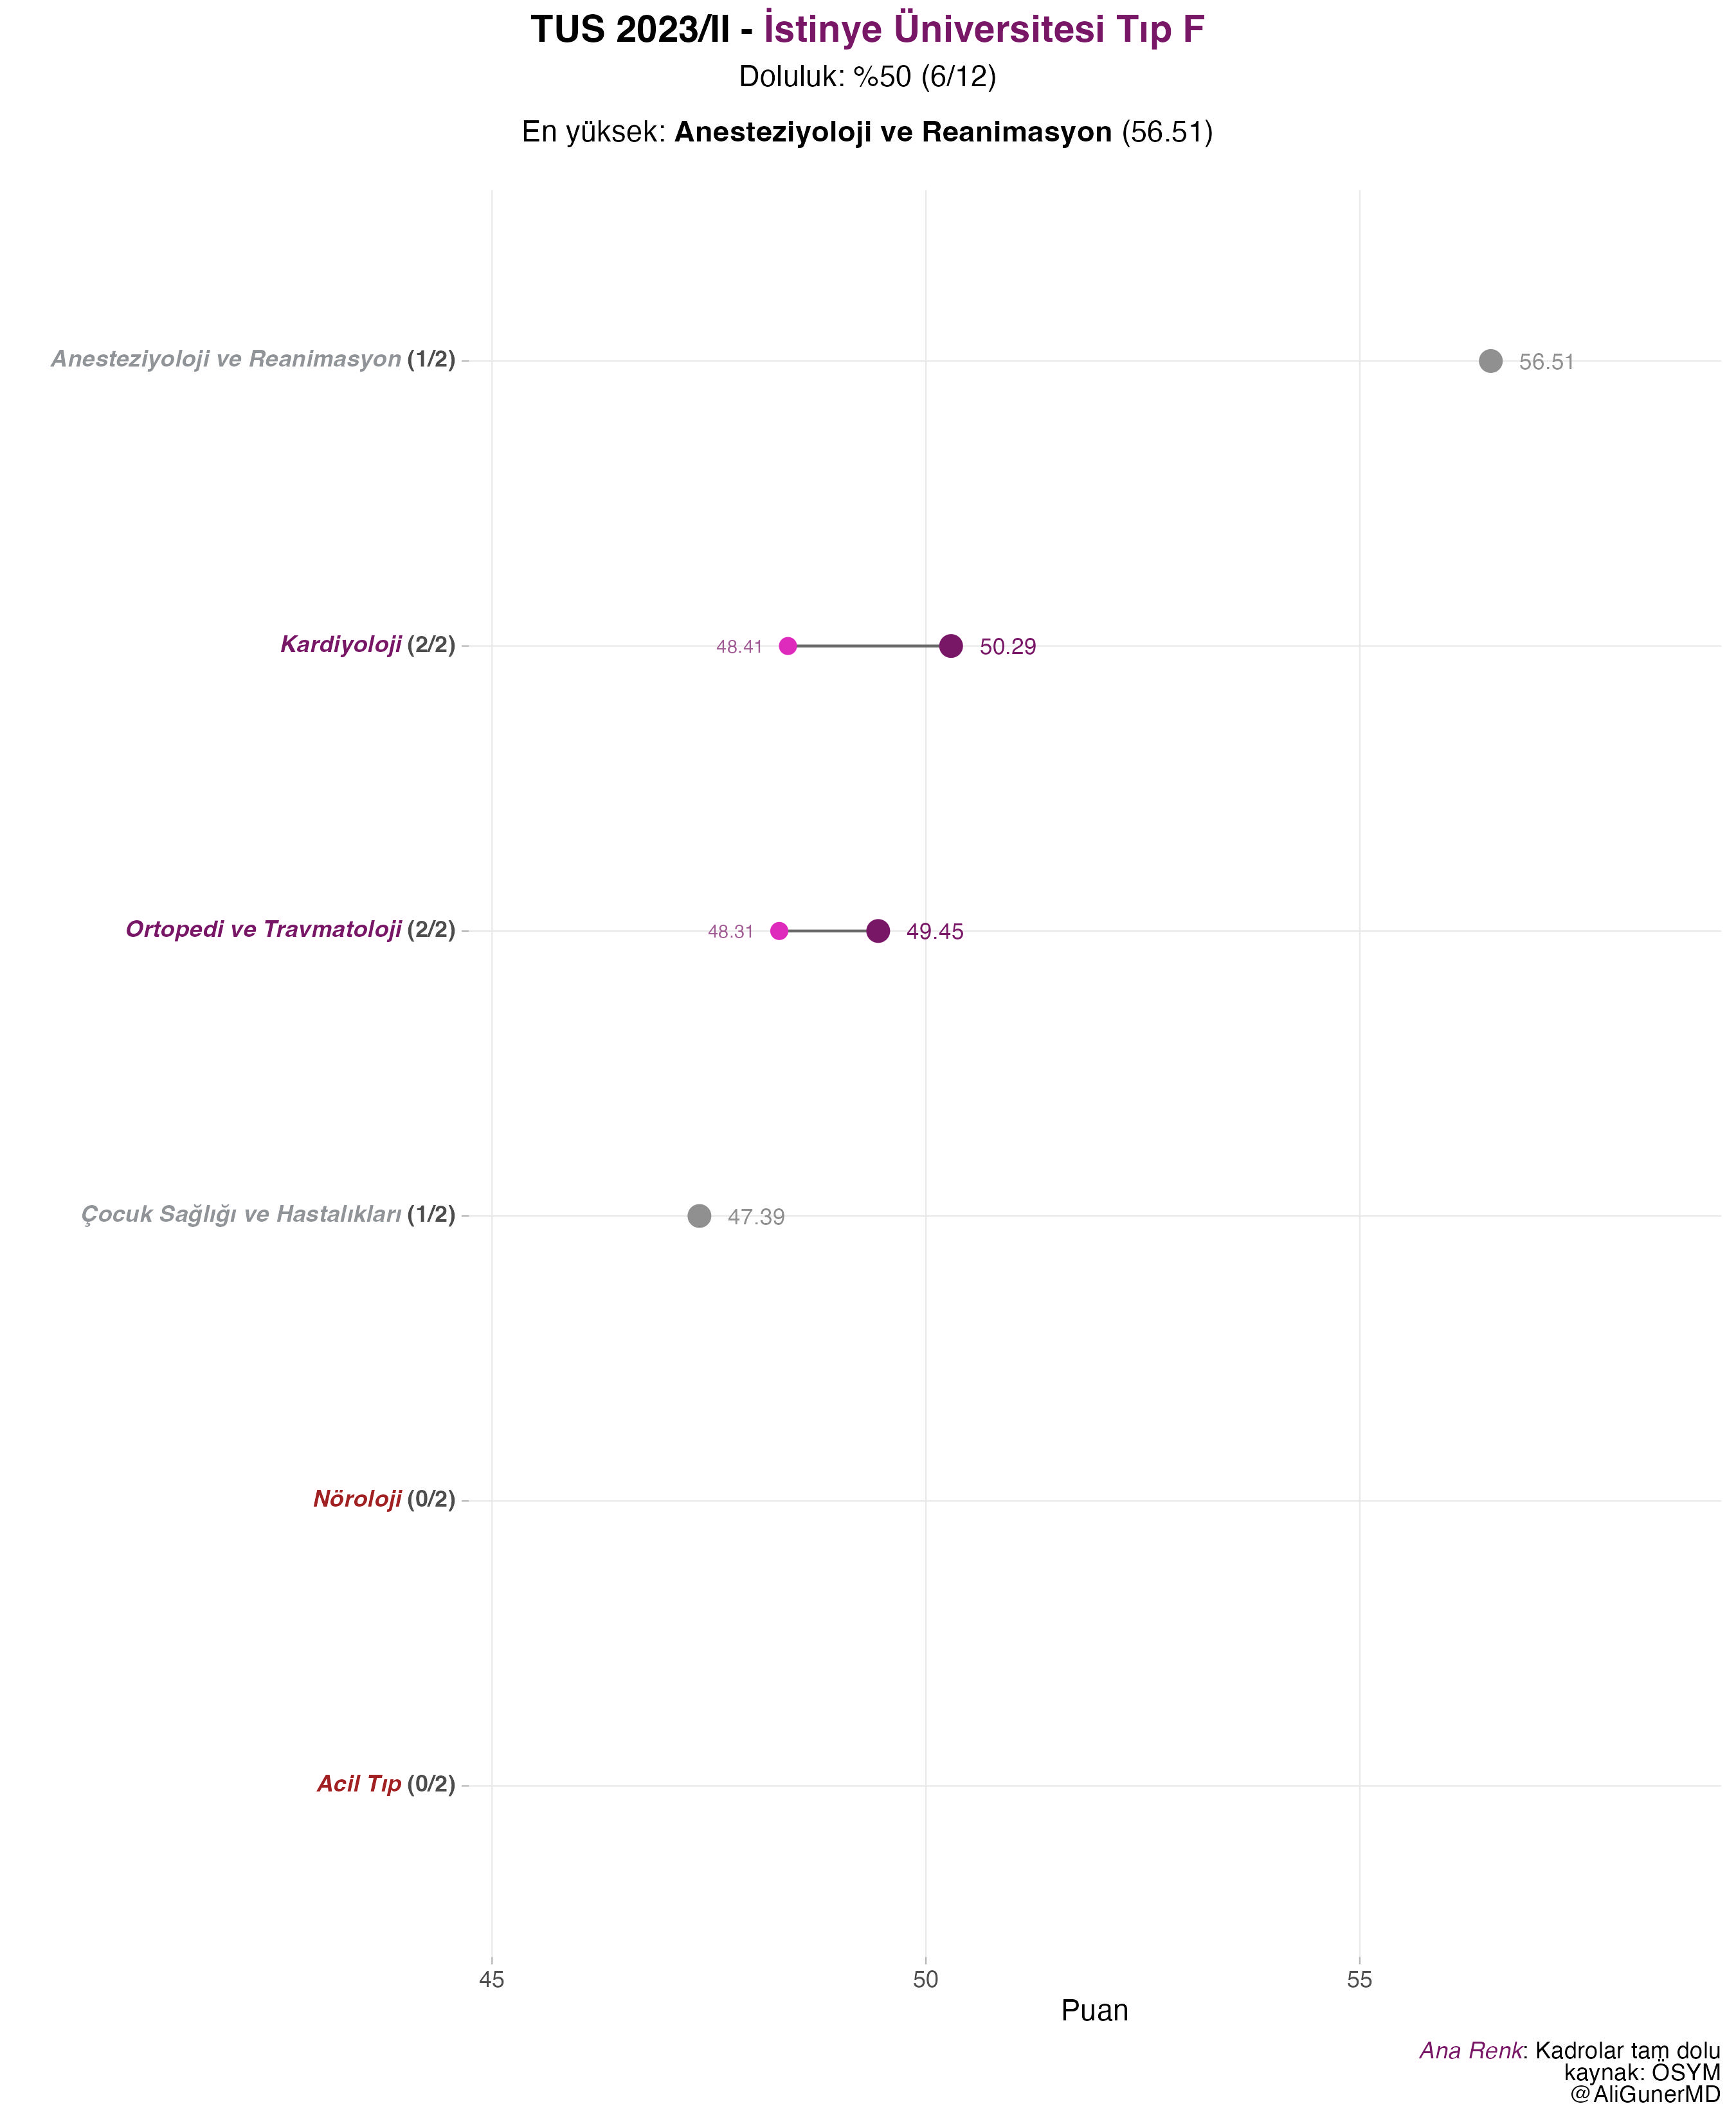 TUS 2023/II - İstinye Üniversitesi Tıp F
Doluluk: %50 (6/12)
En yüksek: Anesteziyoloji ve Reanimasyon (56.51)
Anesteziyoloji ve Reanimasyon (1/2) 56.51
Kardiyoloji (2/2) 48.41 50.29
Ortopedi ve Travmatoloji (2/2) 48.31 49.45
Çocuk Sağlığı ve Hastalıkları (1/2) 47.39
Nöroloji (0/2)
Acil Tıp (0/2)
45 50 55
Puan
Ana Renk: Kadrolar tam dolu
kaynak: ÖSYM
@AliGunerMD